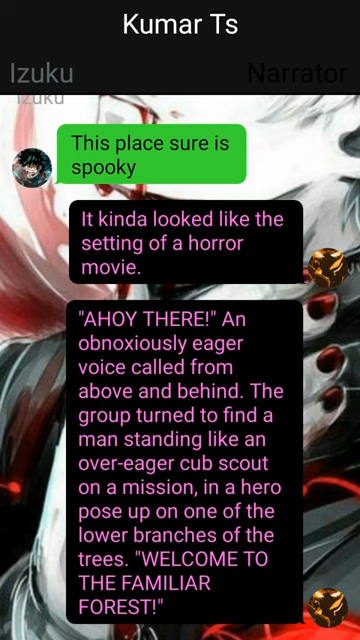 Kumar Ts
Izuku
Narrator
Izuku
This place sure is
spooky
It kinda looked like the
setting of a horror
movie.
"AHOY THERE!" An
obnoxiously eager
voice called from
above and behind. The
group turned to find a
man standing like an
over-eager cub scout
on a mission, in a hero
pose up on one of the
lower branches of the
trees. "WELCOME TO
THE FAMILIAR
FOREST!"